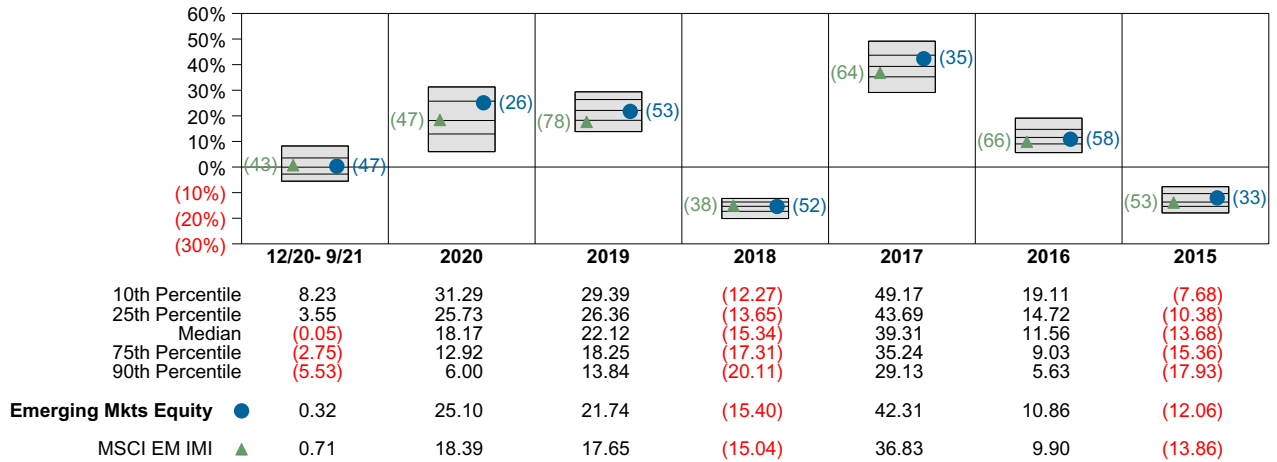 60%
50%
40%
30%
20%
10%
0%
(10%)
(20%)
(30%)
(43) (47)
(47) (26)
(78) (53)
(38) (52)
(64) (35)
(66) (58)
(53) (33)
12/20- 9/21 2020 2019 2018 2017 2016 2015
10th Percentile 8.23 31.29 29.39 (12.27) 49.17 19.11 (7.68)
25th Percentile 3.55 25.73 26.36 (13.65) 43.69 14.72 (10.38)
Median (0.05) 18.17 22.12 (15.34) 39.31 11.56 (13.68)
75th Percentile (2.75) 12.92 18.25 (17.31) 35.24 9.03 (15.36)
90th Percentile (5.53) 6.00 13.84 (20.11) 29.13 5.63 (17.93)
Emerging Mkts Equity 0.32 25.10 21.74 (15.40) 42.31 10.86 (12.06)
MSCI EM IMI 0.71 18.39 17.65 (15.04) 36.83 9.90 (13.86)